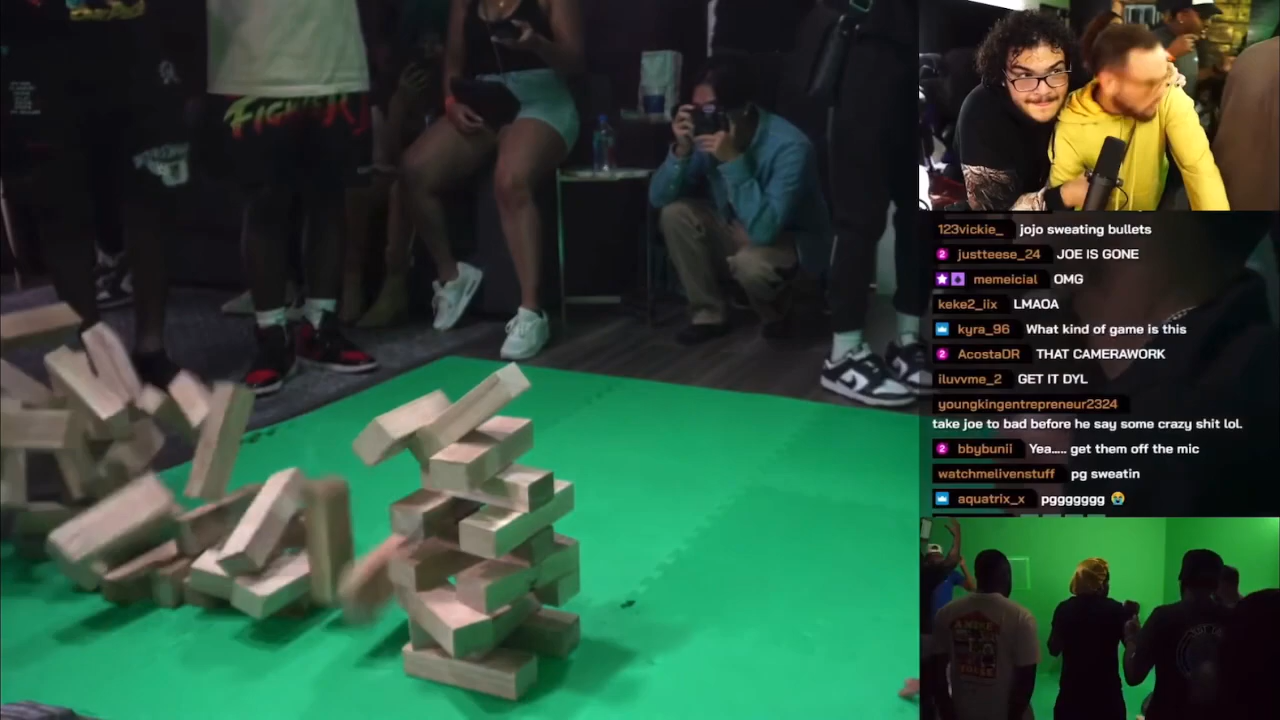 123vickie_ jojo sweating bullets
justteese_24 JOE IS GONE
memeicial OMG
keke2_iix LMAOA
kyra_96 What kind of game is this
AcostaDR THAT CAMERAWORK
iluvvme_2 GET IT DYL
youngkingentrepreneur2324
take joe to bad before he say some crazy shit lol.
bbybunii Yea..... get them off the mic
watchmelivenstuff pg sweatin
aquatrix_x pggggggg 😭